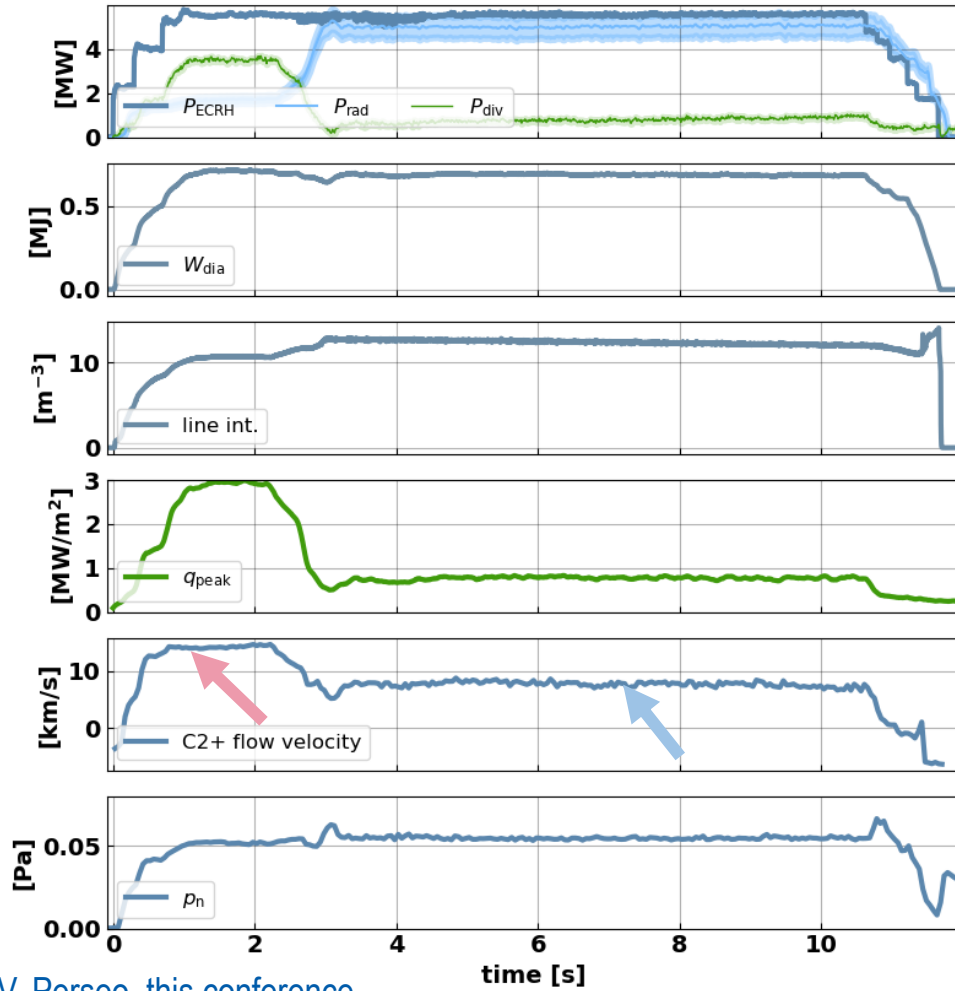 4
2
0
[MW]
P_ECRH P_rad P_div
0.5
0.0
[MJ]
W_dia
10
0
[m⁻³]
line int.
3
2
1
0
[MW/m²]
q_peak
10
0
[km/s]
C2+ flow velocity
0.05
0.00
[Pa]
p_n
0 2 4 6 8 10
time [s]
this conference